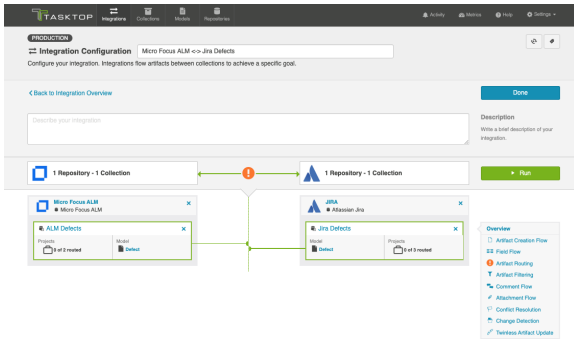 TASKTOP
Integrations
Collections
Models
Repositories
Activity
Metrics
Help
Settings
PRODUCTION
Integration Configuration
Micro Focus ALM <-> Jira Defects
Configure your integration. Integrations flow artifacts between collections to achieve a specific goal.
Back to Integration Overview
Done
Describe your integration
Description
Write a brief description of your
integration.
1 Repository - 1 Collection
1 Repository - 1 Collection
Run
Micro Focus ALM
Micro Focus ALM
ALM Defects
Projects
0 of 2 routed
Model
Defect
JIRA
Atlassian Jira
Jira Defects
Model
Defect
Projects
0 of 3 routed
Overview
Artifact Creation Flow
Field Flow
Artifact Routing
Artifact Filtering
Comment Flow
Attachment Flow
Conflict Resolution
Change Detection
Twinless Artifact Update